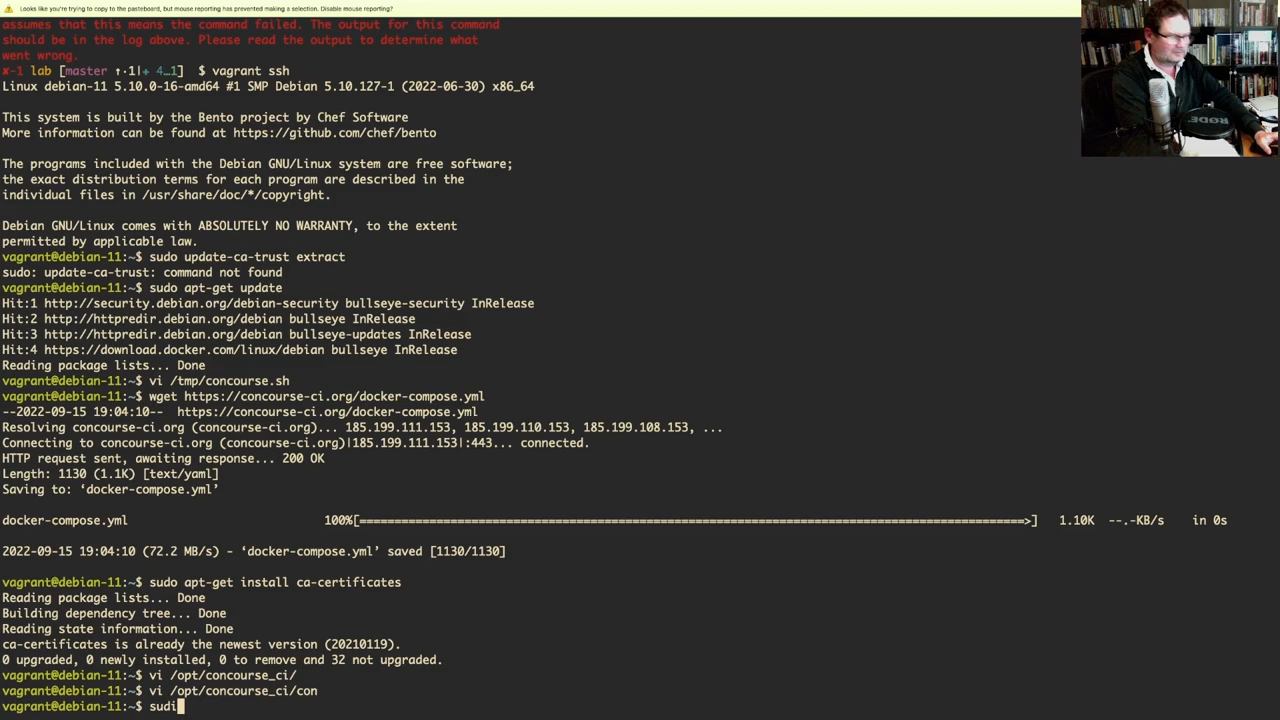 Looks like you're trying to copy to the pasteboard, but mouse reporting has prevented making a selection. Disable mouse reporting?
assumes that this means the command failed. The output for this command
should be in the log above. Please read the output to determine what
went wrong.
✘-1 lab [master ↑·1|✚ 4…1]  $ vagrant ssh
Linux debian-11 5.10.0-16-amd64 #1 SMP Debian 5.10.127-1 (2022-06-30) x86_64
This system is built by the Bento project by Chef Software
More information can be found at https://github.com/chef/bento
The programs included with the Debian GNU/Linux system are free software;
the exact distribution terms for each program are described in the
individual files in /usr/share/doc/*/copyright.
Debian GNU/Linux comes with ABSOLUTELY NO WARRANTY, to the extent
permitted by applicable law.
vagrant@debian-11:~$ sudo update-ca-trust extract
sudo: update-ca-trust: command not found
vagrant@debian-11:~$ sudo apt-get update
Hit:1 http://security.debian.org/debian-security bullseye-security InRelease
Hit:2 http://httpredir.debian.org/debian bullseye InRelease
Hit:3 http://httpredir.debian.org/debian bullseye-updates InRelease
Hit:4 https://download.docker.com/linux/debian bullseye InRelease
Reading package lists... Done
vagrant@debian-11:~$ vi /tmp/concourse.sh
vagrant@debian-11:~$ wget https://concourse-ci.org/docker-compose.yml
--2022-09-15 19:04:10--  https://concourse-ci.org/docker-compose.yml
Resolving concourse-ci.org (concourse-ci.org)... 185.199.111.153, 185.199.110.153, 185.199.108.153, ...
Connecting to concourse-ci.org (concourse-ci.org)|185.199.111.153|:443... connected.
HTTP request sent, awaiting response... 200 OK
Length: 1130 (1.1K) [text/yaml]
Saving to: ‘docker-compose.yml’
docker-compose.yml 100%[===================================================>] 1.10K --.-KB/s in 0s
2022-09-15 19:04:10 (72.2 MB/s) - ‘docker-compose.yml’ saved [1130/1130]
vagrant@debian-11:~$ sudo apt-get install ca-certificates
Reading package lists... Done
Building dependency tree... Done
Reading state information... Done
ca-certificates is already the newest version (20210119).
0 upgraded, 0 newly installed, 0 to remove and 32 not upgraded.
vagrant@debian-11:~$ vi /opt/concourse_ci/
vagrant@debian-11:~$ vi /opt/concourse_ci/con
vagrant@debian-11:~$ sudi
RØDE